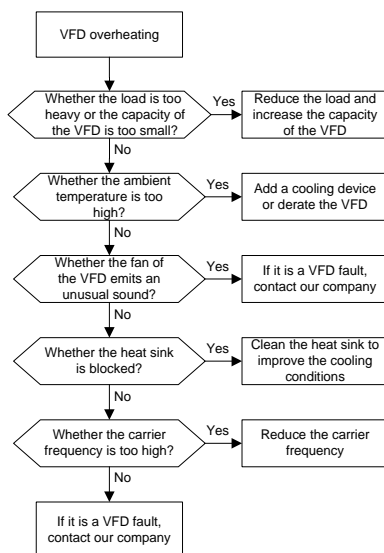 VFD overheating
Whether the load is too
heavy or the capacity of
the VFD is too small?
Yes
Reduce the load and
increase the capacity
of the VFD
No
Whether the ambient
temperature is too
high?
Yes
Add a cooling device
or derate the VFD
No
Whether the fan of
the VFD emits an
unusual sound?
Yes
If it is a VFD fault,
contact our company
No
Whether the heat sink
is blocked?
Yes
Clean the heat sink to
improve the cooling
conditions
No
Whether the carrier
frequency is too high?
Yes
Reduce the carrier
frequency
No
If it is a VFD fault,
contact our company